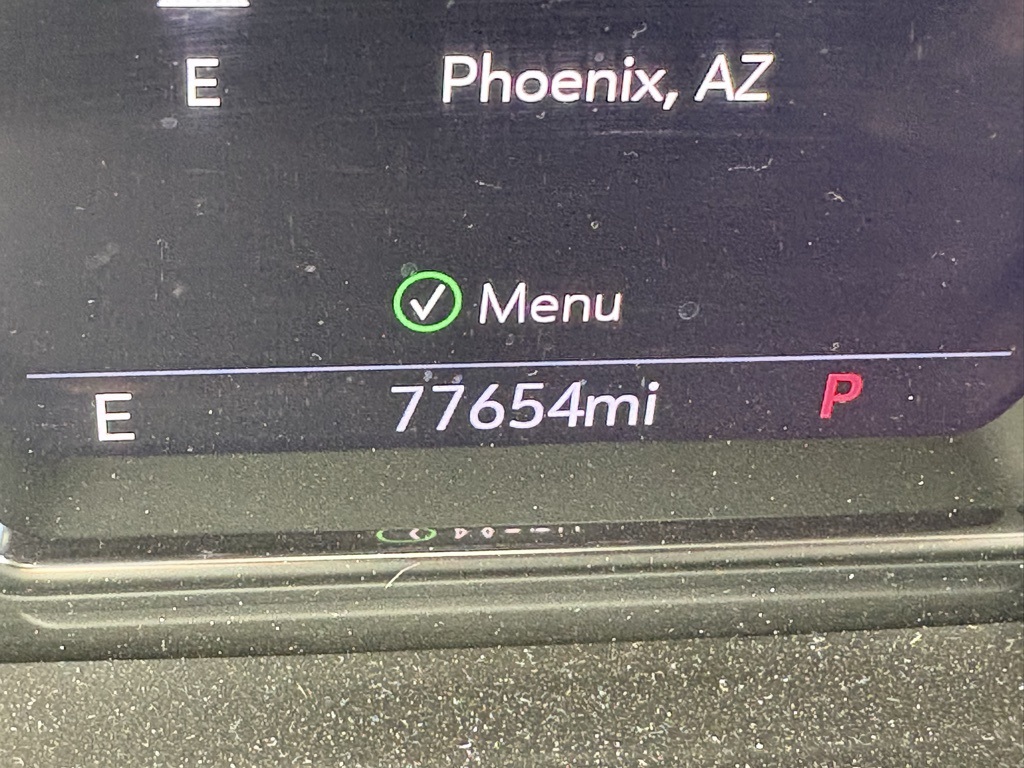 E Phoenix, AZ
Menu
E 77654mi P